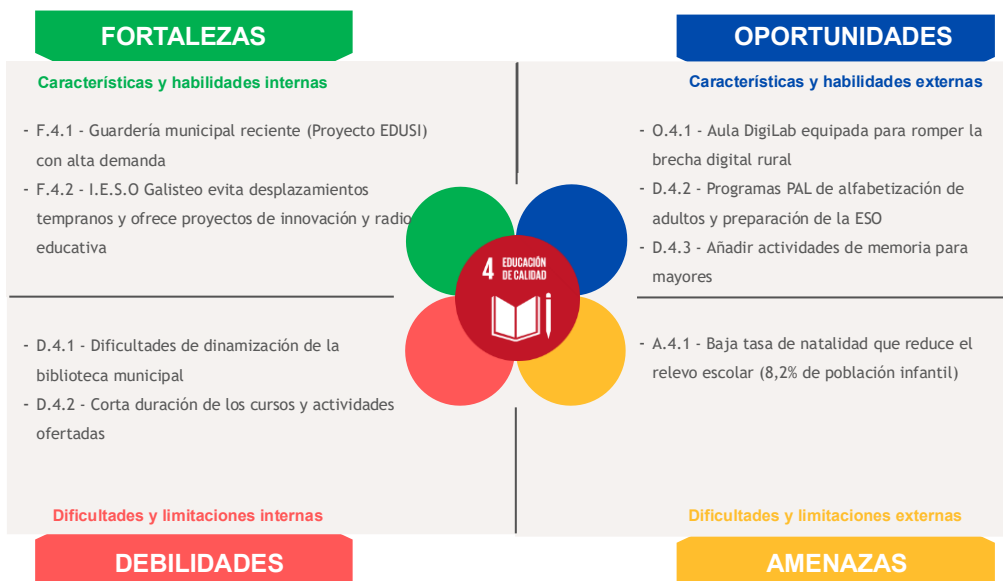 FORTALEZAS
Características y habilidades internas
- F.4.1 - Guardería municipal reciente (Proyecto EDUSI)
con alta demanda
- F.4.2 - I.E.S.O Galisteo evita desplazamientos
tempranos y ofrece proyectos de innovación y radio
educativa
OPORTUNIDADES
Características y habilidades externas
- O.4.1 - Aula DigiLab equipada para romper la
brecha digital rural
- D.4.2 - Programas PAL de alfabetización de
adultos y preparación de la ESO
- D.4.3 - Añadir actividades de memoria para
mayores
4 EDUCACIÓN
DE CALIDAD
- D.4.1 - Dificultades de dinamización de la
biblioteca municipal
- D.4.2 - Corta duración de los cursos y actividades
ofertadas
Dificultades y limitaciones internas
DEBILIDADES
- A.4.1 - Baja tasa de natalidad que reduce el
relevo escolar (8,2% de población infantil)
Dificultades y limitaciones externas
AMENAZAS